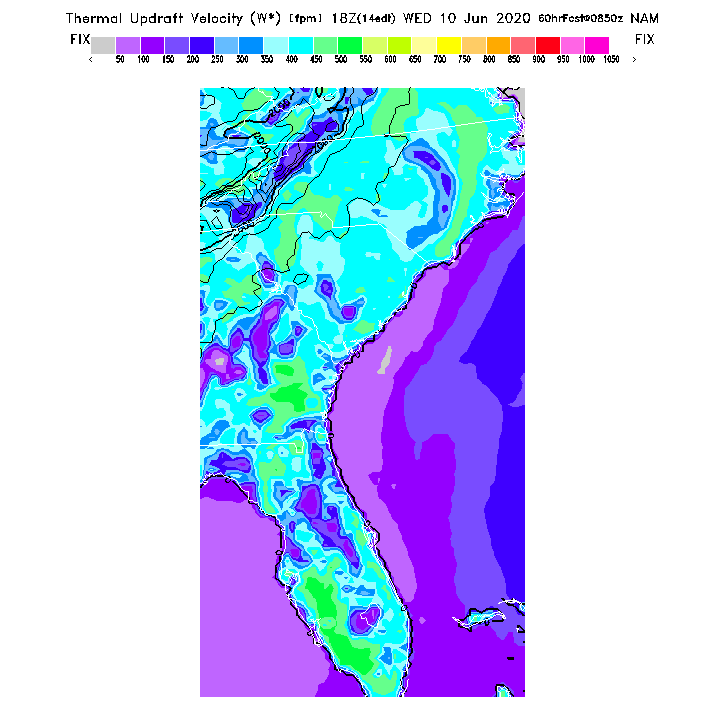 Thermal Updraft Velocity (W*) [fpm] 18Z(14edt) WED 10 Jun 2020 60hrFcst@0850z NAM
FIX FIX
< 50 100 150 200 250 300 350 400 450 500 550 600 650 700 750 800 850 900 950 1000 1050 >